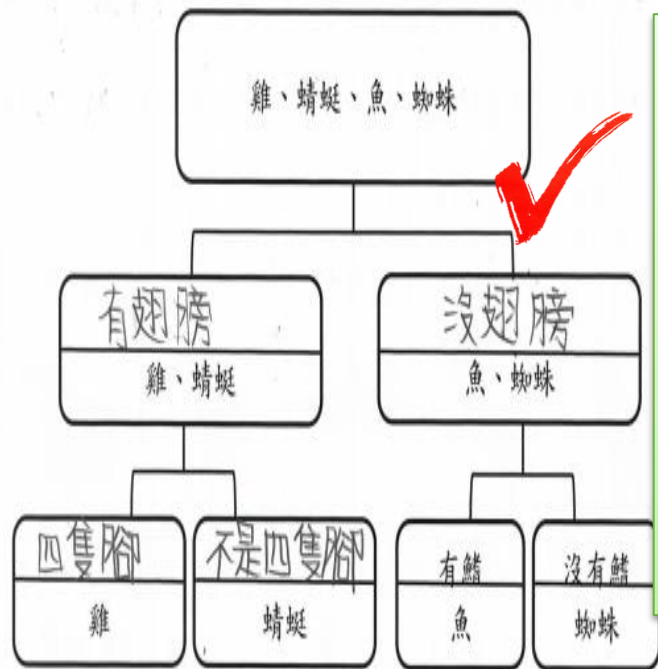 雞、蜻蜓、魚、蜘蛛
有翅膀
沒翅膀
雞、蜻蜓
魚、蜘蛛
四隻腳
不是四隻腳
有鰭
沒有鰭
雞
蜻蜓
魚
蜘蛛